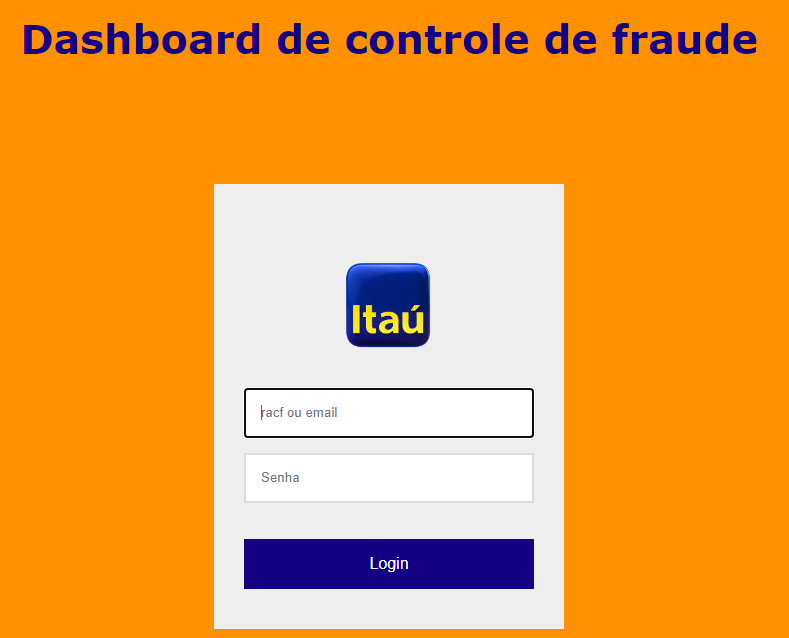 Dashboard de controle de fraude
Itaú
racf ou email
Senha
Login